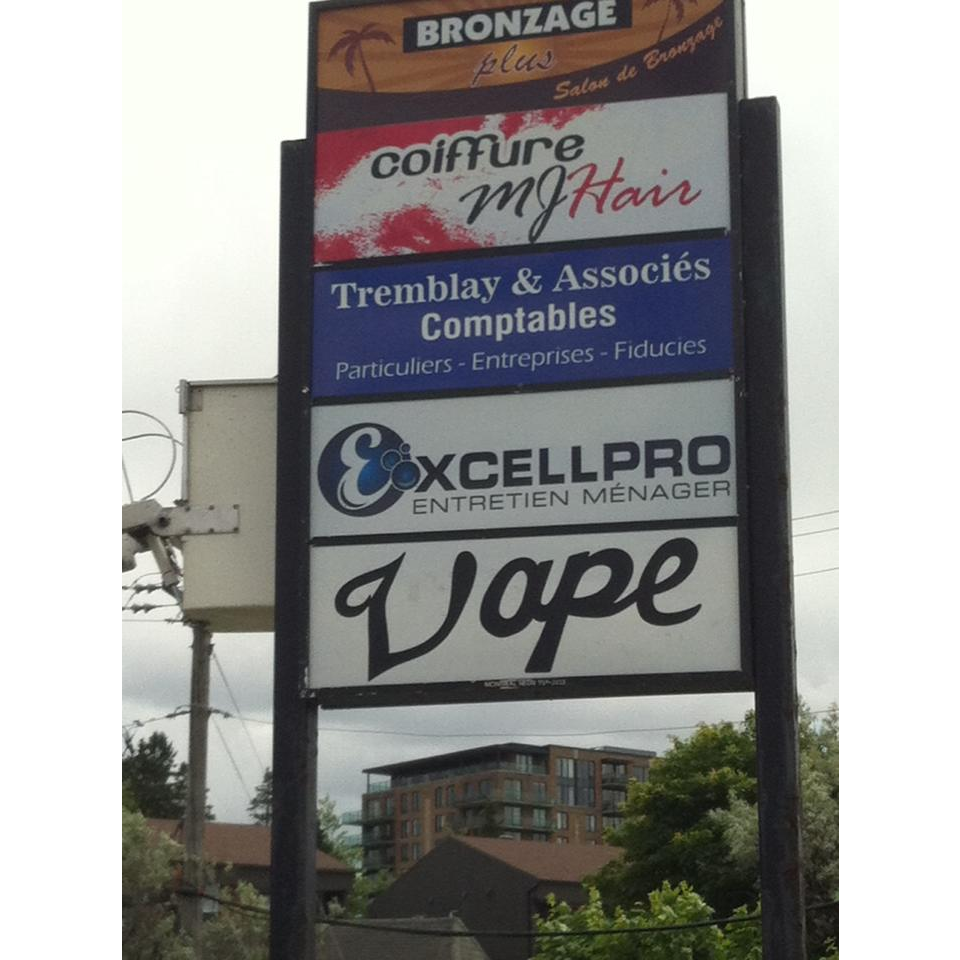 BRONZAGE
plus
Salon de Bronzage
coiffure
MJHair
Tremblay & Associés
Comptables
Particuliers - Entreprises - Fiducies
EXCELLPRO
ENTRETIEN MÉNAGER
Vape